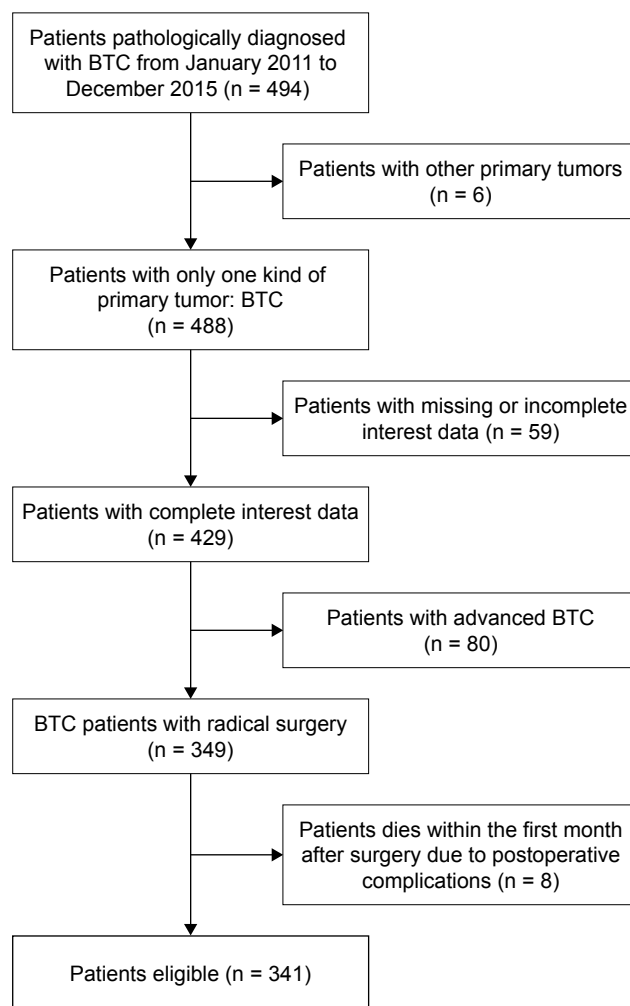 Patients pathologically diagnosed
with BTC from January 2011 to
December 2015 (n = 494)
Patients with other primary tumors
(n = 6)
Patients with only one kind of
primary tumor: BTC
(n = 488)
Patients with missing or incomplete
interest data (n = 59)
Patients with complete interest data
(n = 429)
Patients with advanced BTC
(n = 80)
BTC patients with radical surgery
(n = 349)
Patients dies within the first month
after surgery due to postoperative
complications (n = 8)
Patients eligible (n = 341)